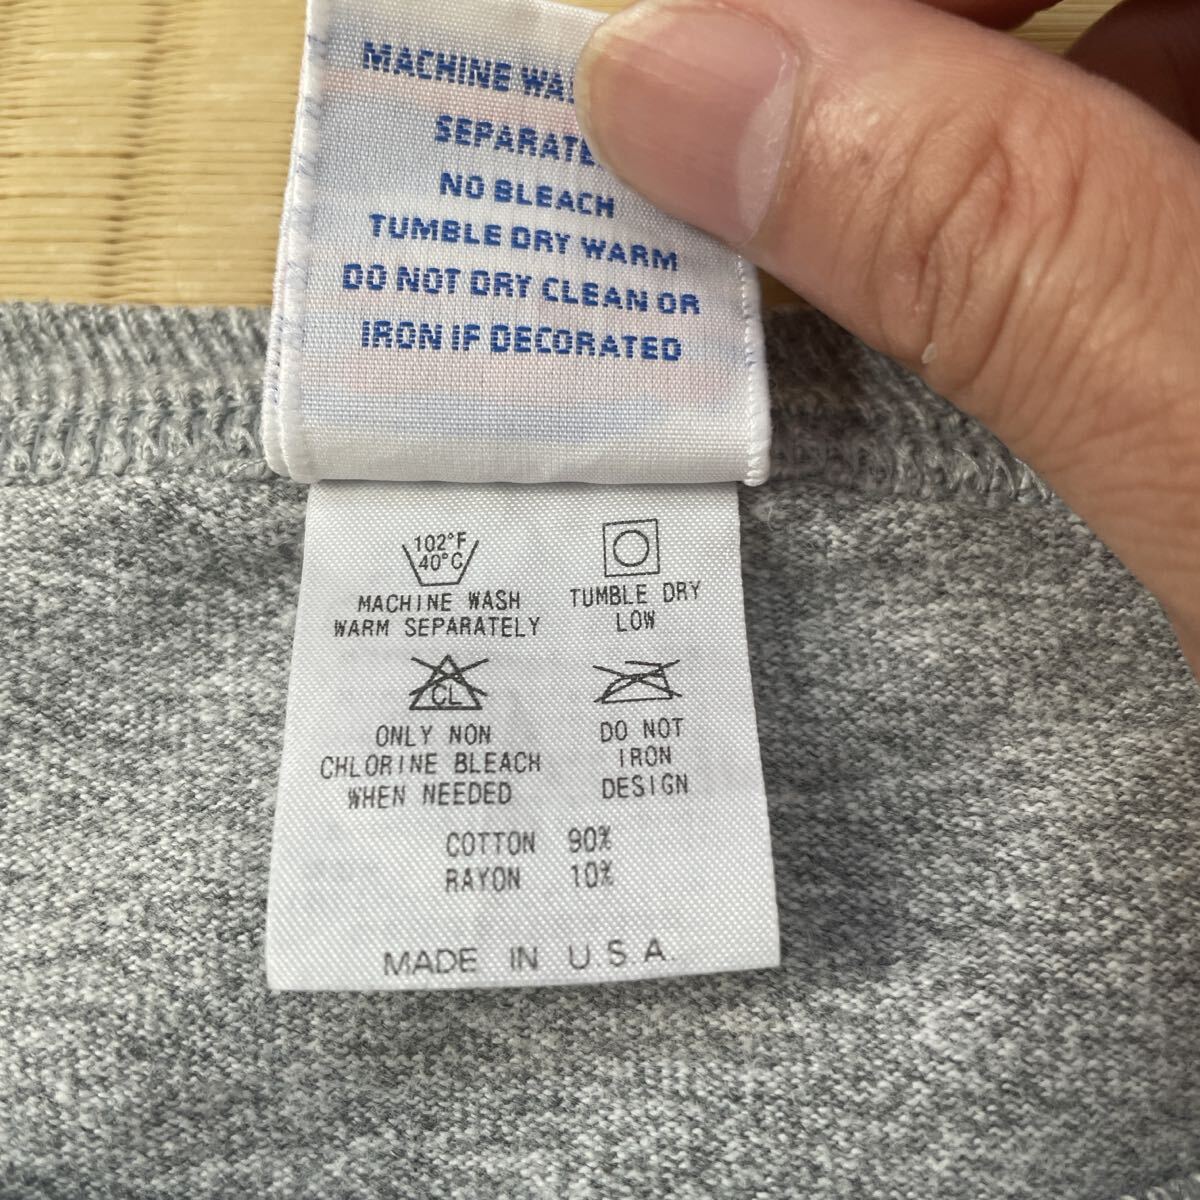 MACHINE
NO BLEACH
TUMBLE DRY WARM
DO NOT DRY CLEAN OR
IRON IF DECORATED
102°F
40°C
MACHINE WASH
WARM SEPARATELY
TUMBLE DRY
LOW
CL
ONLY NON
CHLORINE BLEACH
WHEN NEEDED
DO NOT
IRON
DESIGN
COTTON 90%
RAYON 10%
MADE IN U S A.